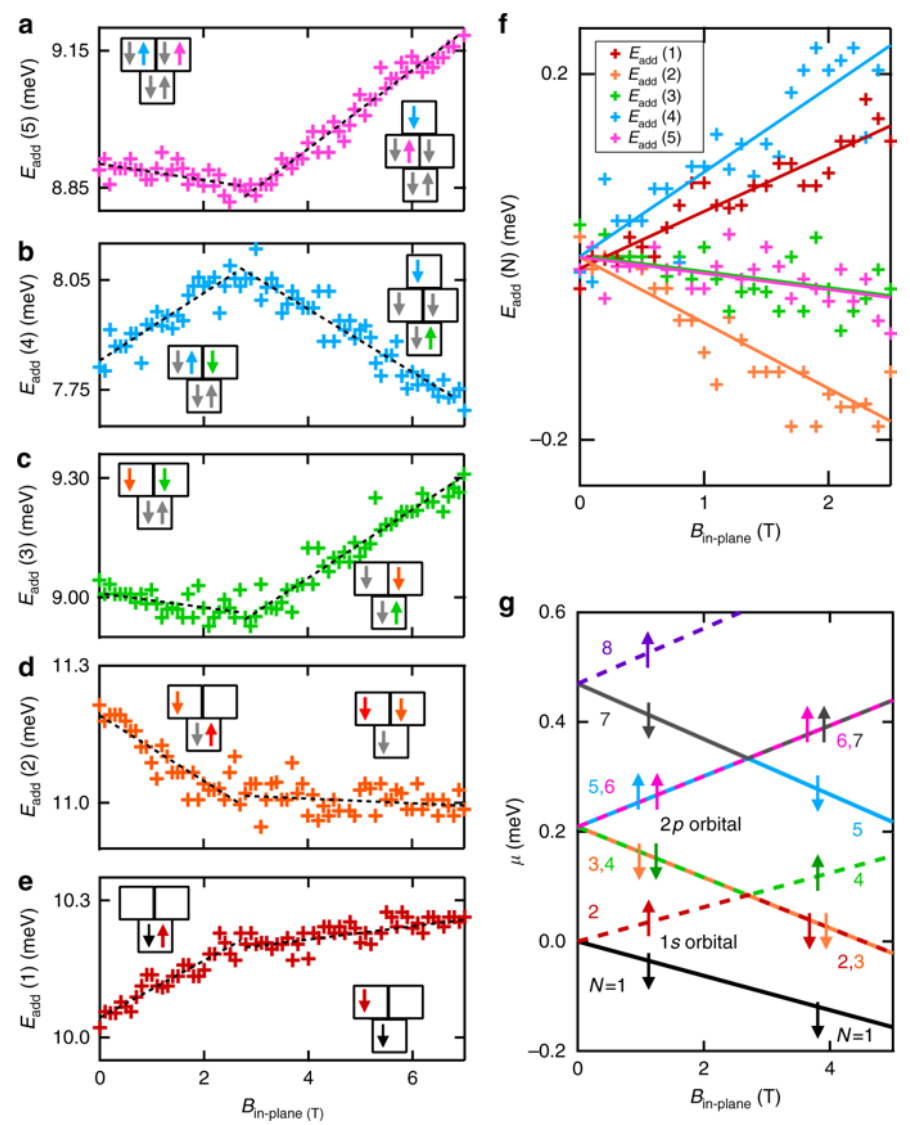 a
9.15
8.85
E_add (5) (meV)
b
8.05
7.75
E_add (4) (meV)
c
9.30
9.00
E_add (3) (meV)
d
11.3
11.0
E_add (2) (meV)
e
10.3
10.0
E_add (1) (meV)
0 2 4 6
B_in-plane (T)
f
E_add (1)
E_add (2)
E_add (3)
E_add (4)
E_add (5)
0.2
−0.2
E_add (N) (meV)
0 1 2
B_in-plane (T)
g
0.6
0.4
0.2
0.0
−0.2
μ (meV)
8
7
6,7
5,6
2p orbital
5
3,4
4
2
1s orbital
2,3
N=1
N=1
0 2 4
B_in-plane (T)